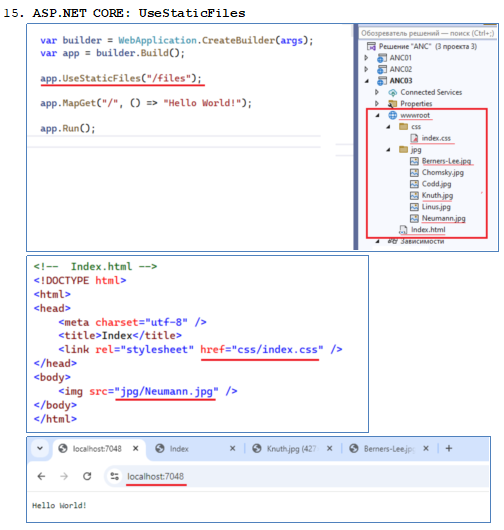 15. ASP.NET CORE: UseStaticFiles
var builder = WebApplication.CreateBuilder(args);
var app = builder.Build();
app.UseStaticFiles("/files");
app.MapGet("/", () => "Hello World!");
app.Run();
Обозреватель решений — поиск (Ctrl+;)
Решение "ANC" (3 проекта 3)
ANC01
ANC02
ANC03
Connected Services
Properties
wwwroot
css
index.css
jpg
Berners-Lee.jpg
Chomsky.jpg
Codd.jpg
Knuth.jpg
Linus.jpg
Neumann.jpg
Index.html
Зависимости
<!-- Index.html -->
<!DOCTYPE html>
<html>
<head>
<meta charset="utf-8" />
<title>Index</title>
<link rel="stylesheet" href="css/index.css" />
</head>
<body>
<img src="jpg/Neumann.jpg" />
</body>
</html>
localhost:7048 Index Knuth.jpg (427 Berners-Lee.jp
localhost:7048
Hello World!